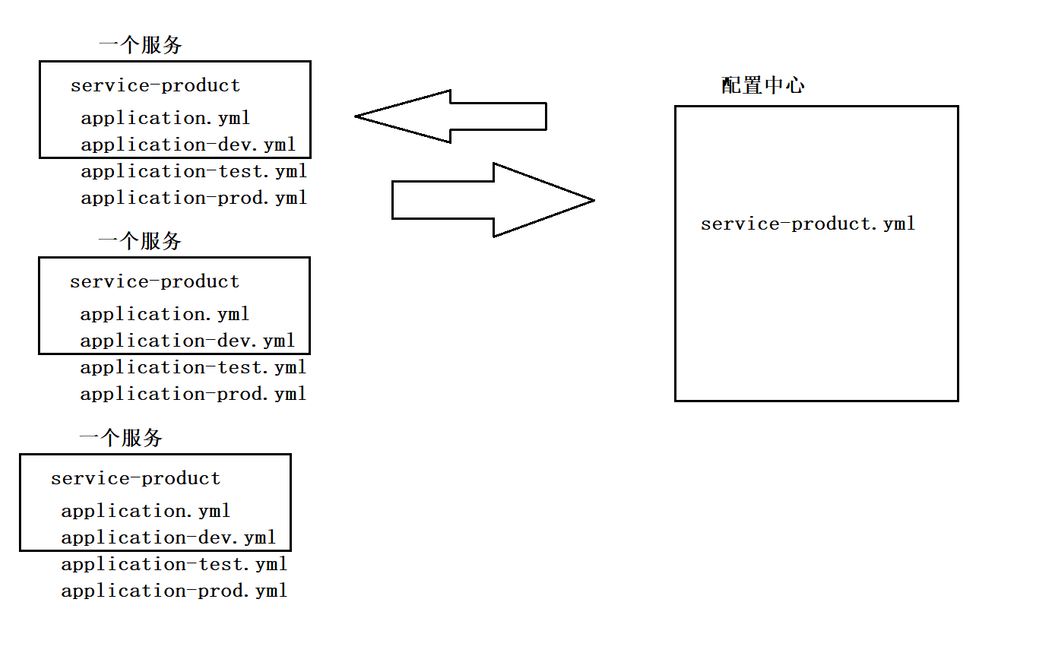 一个服务
service-product
application.yml
application-dev.yml
application-test.yml
application-prod.yml
一个服务
service-product
application.yml
application-dev.yml
application-test.yml
application-prod.yml
一个服务
service-product
application.yml
application-dev.yml
application-test.yml
application-prod.yml
配置中心
service-product.yml